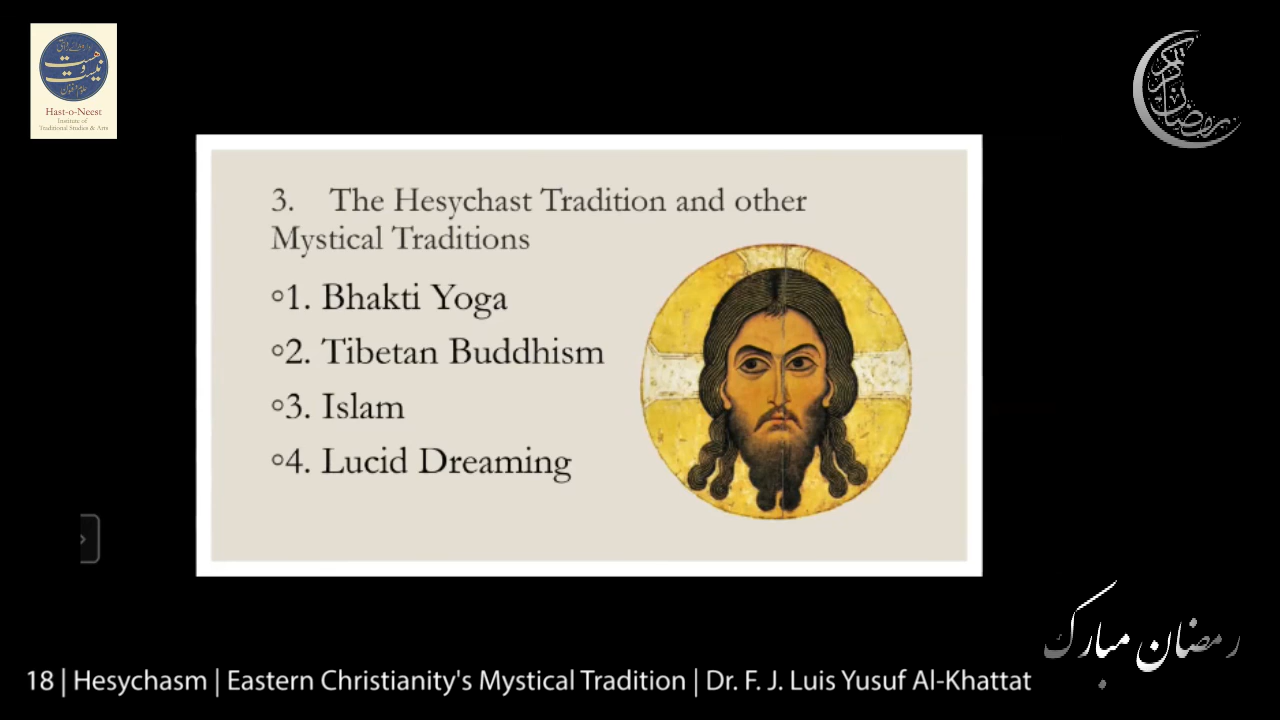 هست
و
نیست
Hast-o-Neest
Institute of
Traditional Studies & Arts
3. The Hesychast Tradition and other
Mystical Traditions
◦1. Bhakti Yoga
◦2. Tibetan Buddhism
◦3. Islam
◦4. Lucid Dreaming
رمضان مبارک
18 | Hesychasm | Eastern Christianity's Mystical Tradition | Dr. F. J. Luis Yusuf Al-Khattat